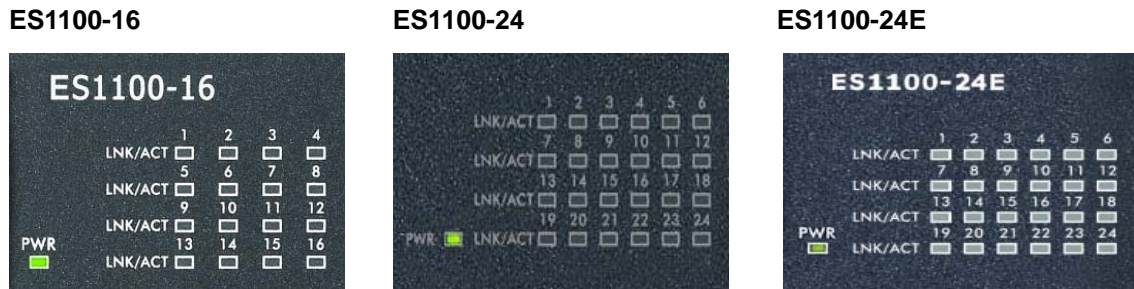 ES1100-16
ES1100-24
ES1100-24E
ES1100-16
1 2 3 4
LNK/ACT
5 6 7 8
LNK/ACT
9 10 11 12
LNK/ACT
PWR 13 14 15 16
LNK/ACT
1 2 3 4 5 6
LNK/ACT
7 8 9 10 11 12
LNK/ACT
13 14 15 16 17 18
LNK/ACT
19 20 21 22 23 24
PWR LNK/ACT
ES1100-24E
1 2 3 4 5 6
LNK/ACT
7 8 9 10 11 12
LNK/ACT
13 14 15 16 17 18
LNK/ACT
PWR 19 20 21 22 23 24
LNK/ACT